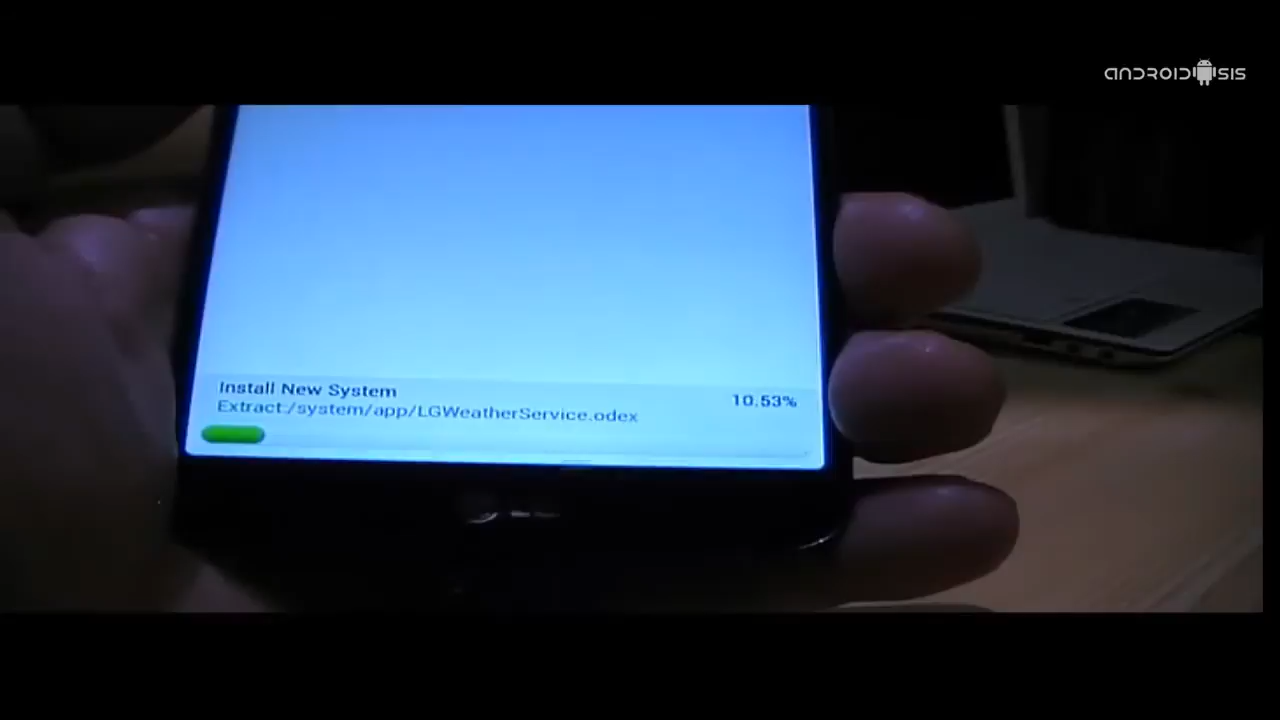 ANDROIDSIS
Install New System
10.53%
Extract:/system/app/LGWeatherService.odex